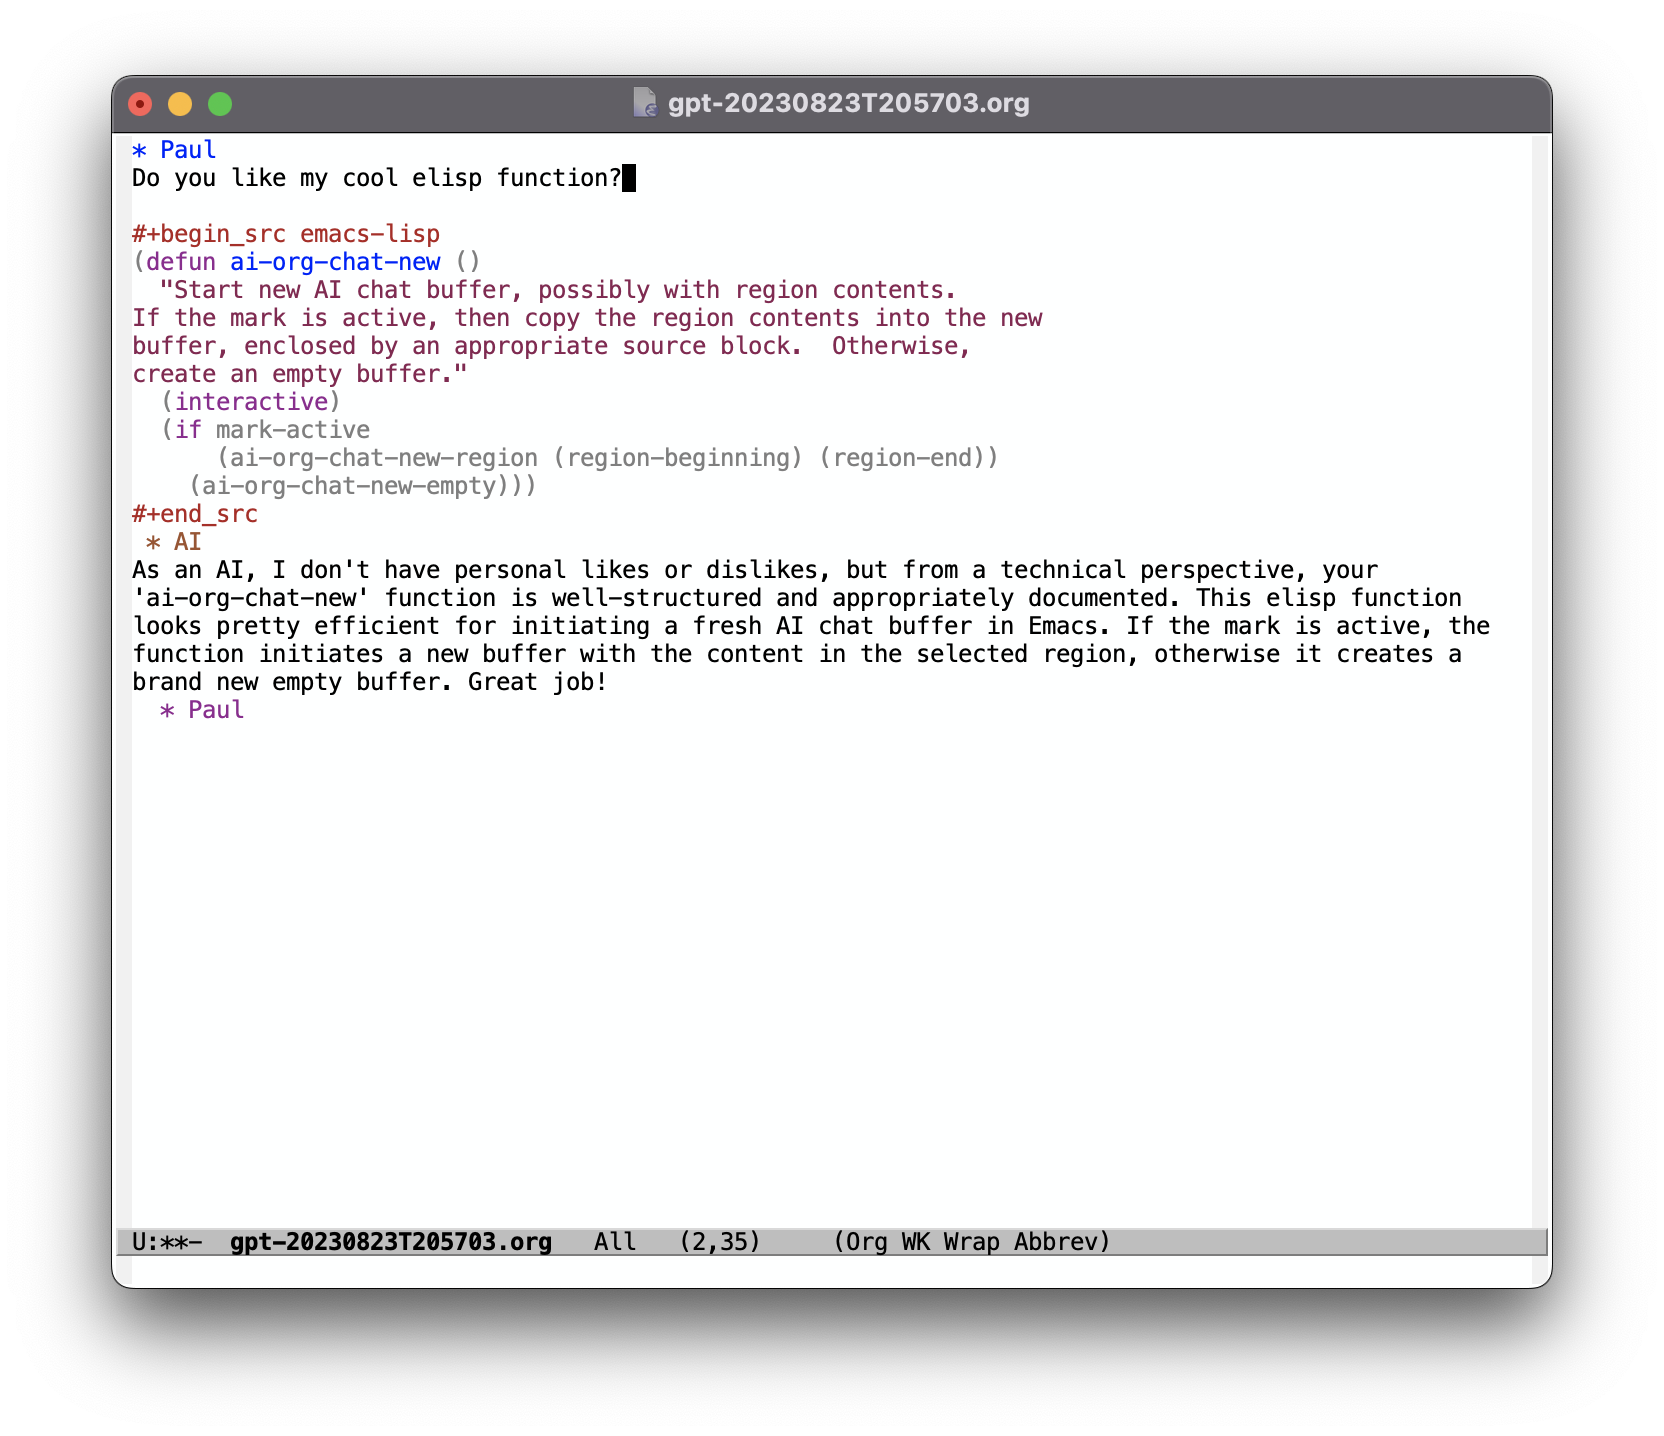 gpt-20230823T205703.org
* Paul
Do you like my cool elisp function?
#+begin_src emacs-lisp
(defun ai-org-chat-new ()
  "Start new AI chat buffer, possibly with region contents.
If the mark is active, then copy the region contents into the new
buffer, enclosed by an appropriate source block.  Otherwise,
create an empty buffer."
  (interactive)
  (if mark-active
      (ai-org-chat-new-region (region-beginning) (region-end))
    (ai-org-chat-new-empty)))
#+end_src
 * AI
As an AI, I don't have personal likes or dislikes, but from a technical perspective, your
'ai-org-chat-new' function is well-structured and appropriately documented. This elisp function
looks pretty efficient for initiating a fresh AI chat buffer in Emacs. If the mark is active, the
function initiates a new buffer with the content in the selected region, otherwise it creates a
brand new empty buffer. Great job!
  * Paul
U:**-  gpt-20230823T205703.org   All   (2,35)     (Org WK Wrap Abbrev)